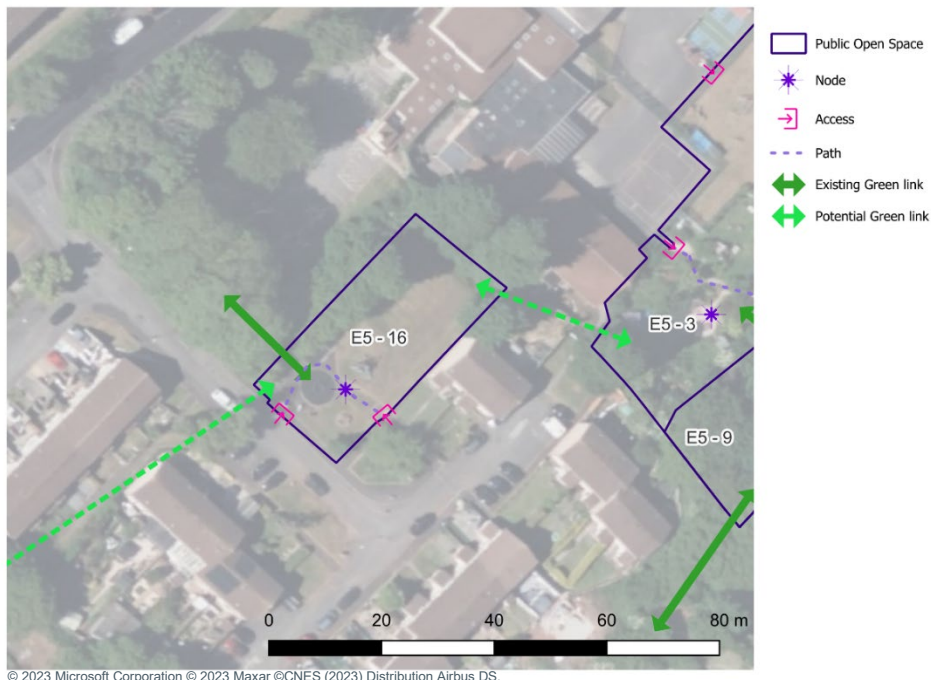 Public Open Space
Node
Access
Path
Existing Green link
Potential Green link
E5 - 16
E5 - 3
E5 - 9
0 20 40 60 80 m
© 2023 Microsoft Corporation © 2023 Maxar ©CNES (2023) Distribution Airbus DS.